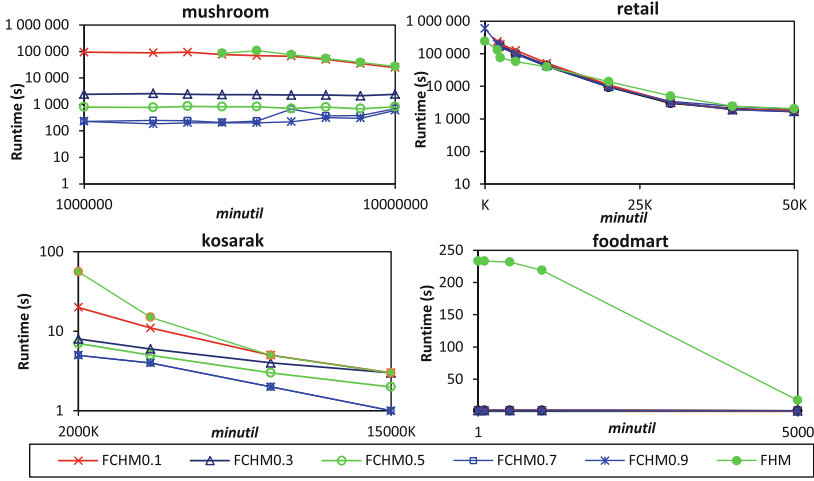 mushroom
1 000 000
100 000
10 000
1 000
100
10
1
Runtime (s)
1000000
10000000
minutil
retail
1 000 000
100 000
10 000
1 000
100
10
Runtime (s)
K
25K
50K
minutil
kosarak
100
10
1
Runtime (s)
2000K
15000K
minutil
foodmart
250
200
150
100
50
Runtime (s)
1
5000
minutil
FCHM0.1 FCHM0.3 FCHM0.5 FCHM0.7 FCHM0.9 FHM